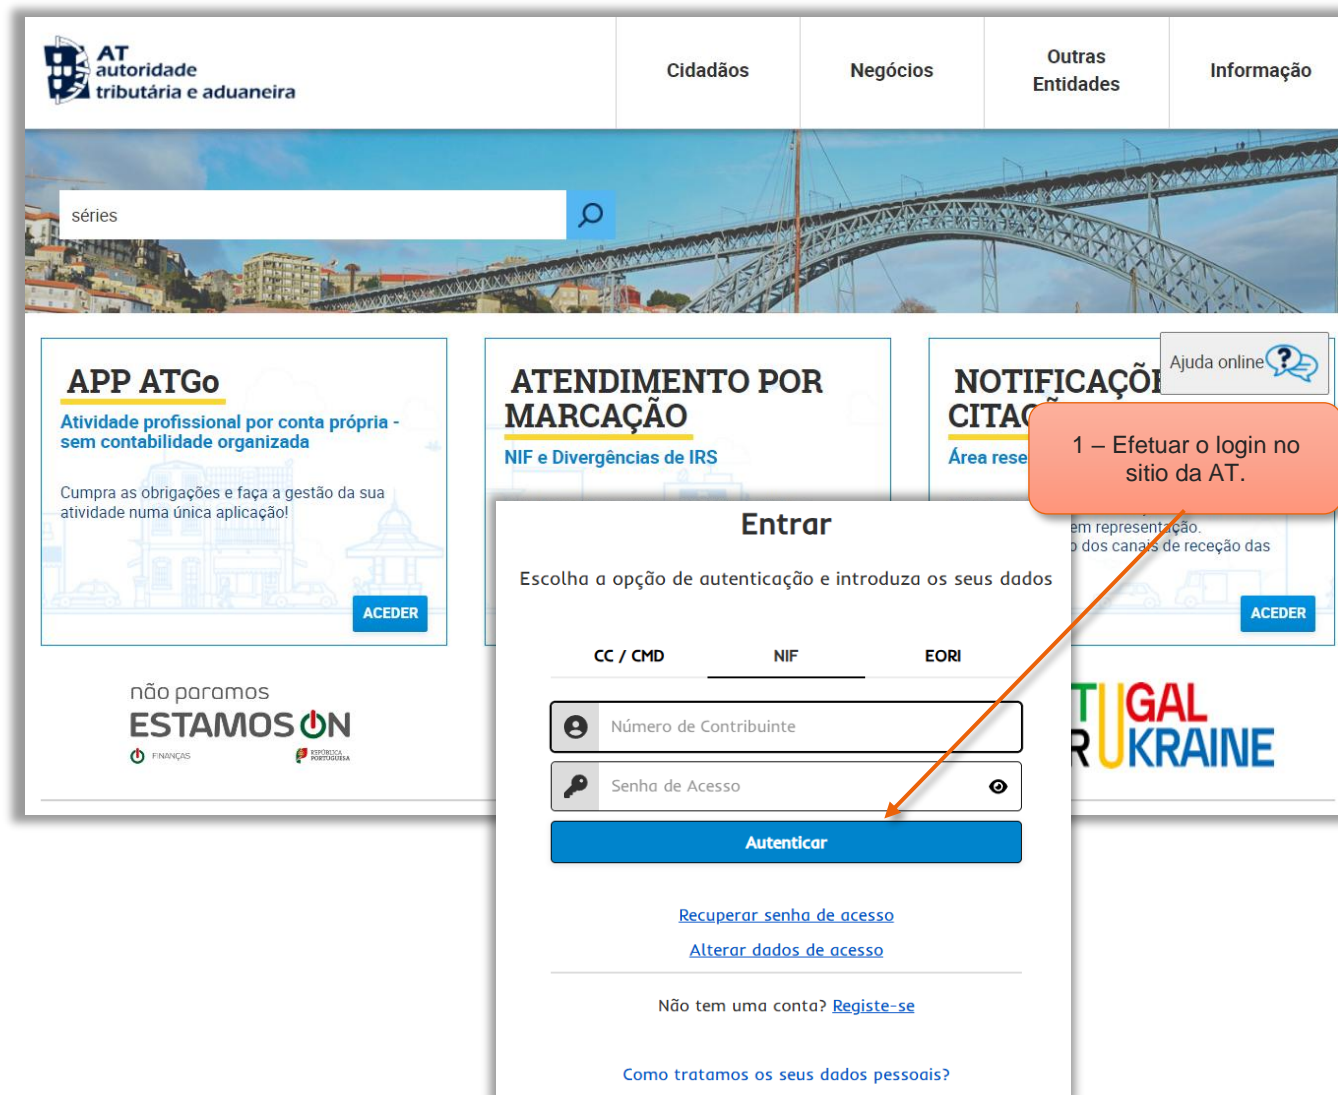 AT
autoridade
tributária e aduaneira
Cidadãos
Negócios
Outras
Entidades
Informação
séries
Ajuda online
APP ATGo
Atividade profissional por conta própria -
sem contabilidade organizada
Cumpra as obrigações e faça a gestão da sua
atividade numa única aplicação!
ACEDER
ATENDIMENTO POR
MARCAÇÃO
NIF e Divergências de IRS
NOTIFICAÇÕE
CITAÇ
Área rese
em representação.
dos canais de receção das
ACEDER
1 – Efetuar o login no
sitio da AT.
não paramos
ESTAMOS ON
FINANÇAS
REPÚBLICA
PORTUGUESA
TUGAL
R UKRAINE
Entrar
Escolha a opção de autenticação e introduza os seus dados
CC / CMD
NIF
EORI
Número de Contribuinte
Senha de Acesso
Autenticar
Recuperar senha de acesso
Alterar dados de acesso
Não tem uma conta? Registe-se
Como tratamos os seus dados pessoais?